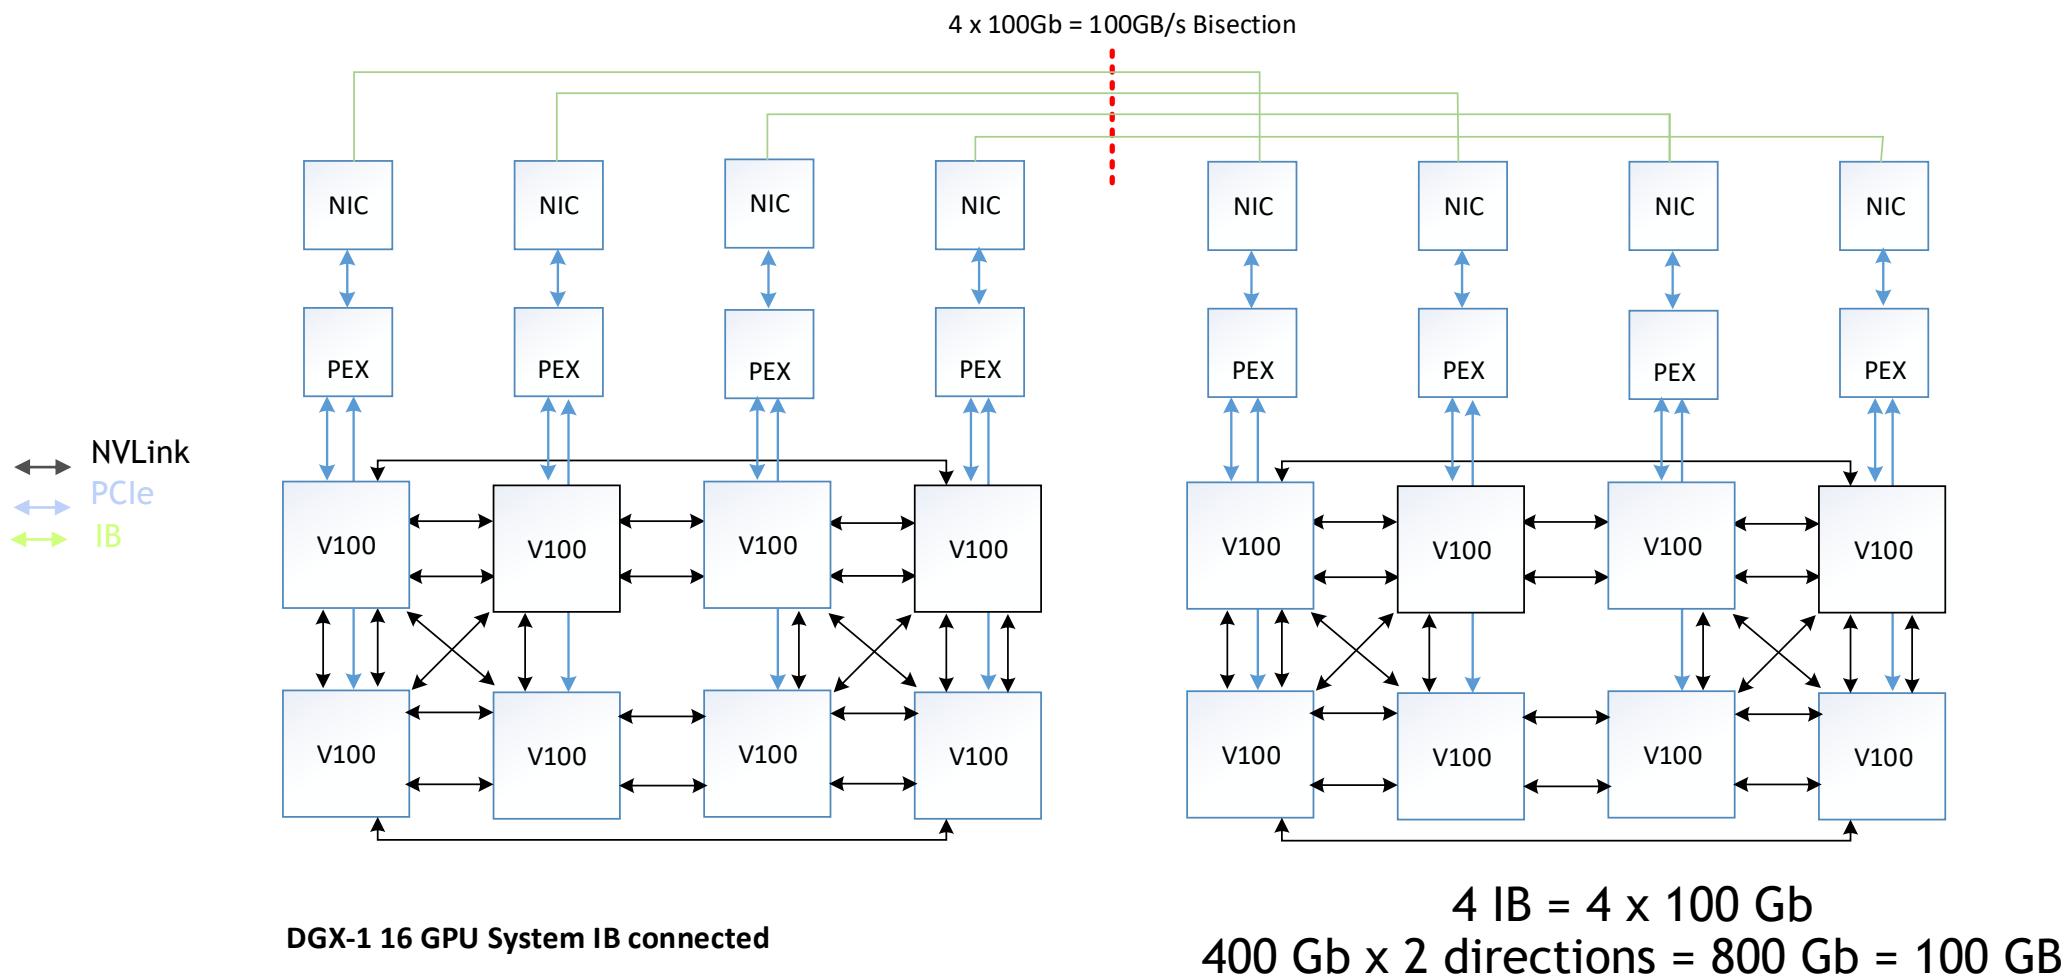 4 x 100Gb = 100GB/s Bisection
NIC NIC NIC NIC NIC NIC NIC NIC
PEX PEX PEX PEX PEX PEX PEX PEX
NVLink
PCIe
IB
V100 V100 V100 V100 V100 V100 V100 V100
V100 V100 V100 V100 V100 V100 V100 V100
4 IB = 4 x 100 Gb
DGX-1 16 GPU System IB connected
400 Gb x 2 directions = 800 Gb = 100 GB